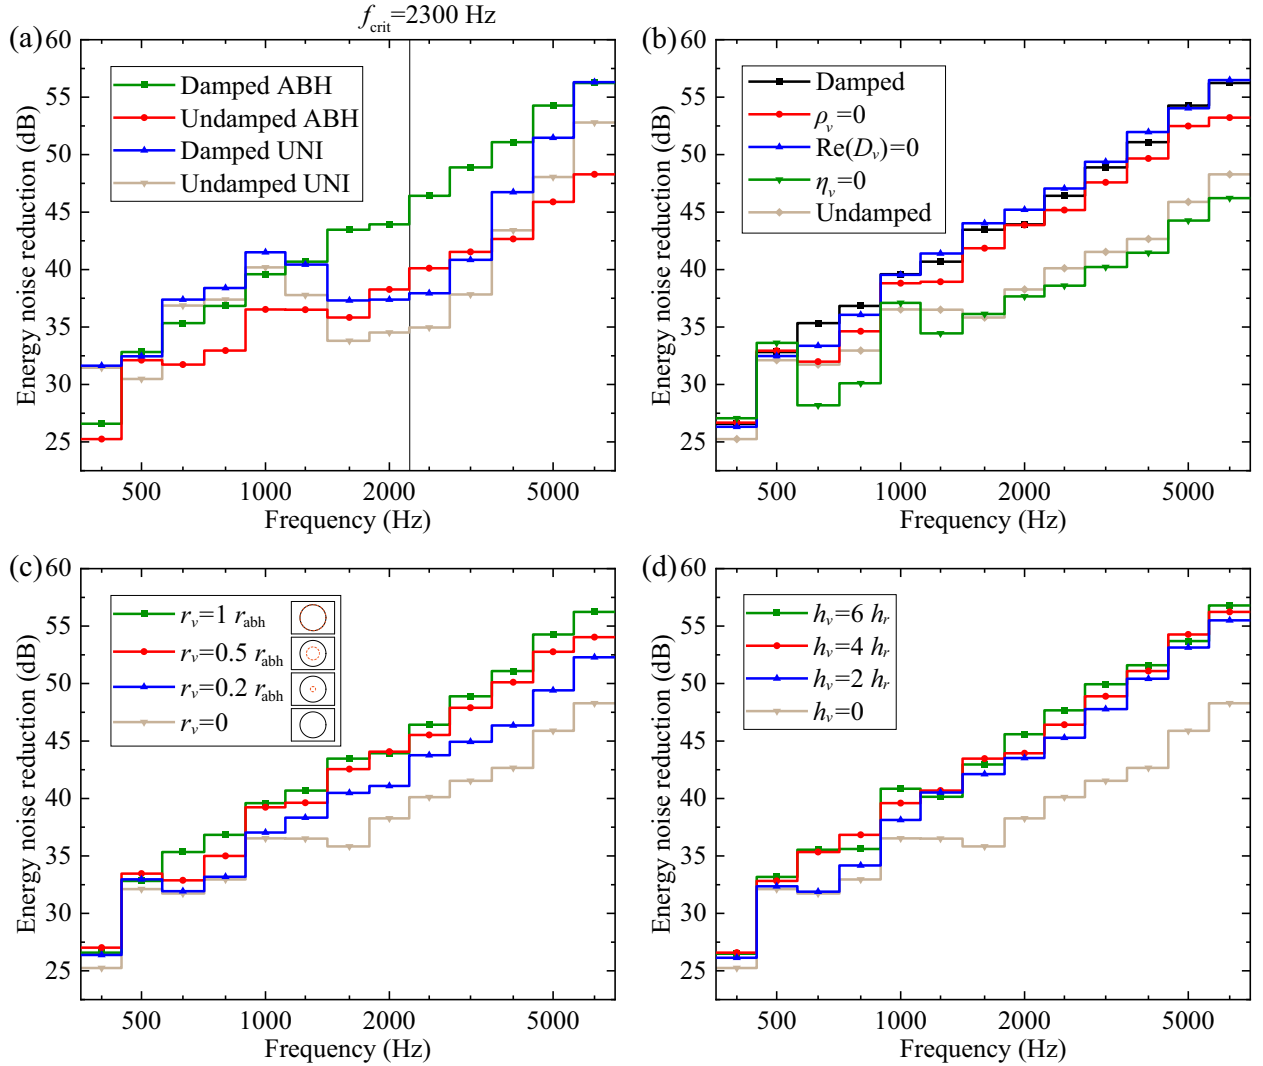 f_crit=2300 Hz
(a)
60
55
50
45
40
35
30
25
Energy noise reduction (dB)
Damped ABH
Undamped ABH
Damped UNI
Undamped UNI
500
1000
2000
5000
Frequency (Hz)
(b)
60
55
50
45
40
35
30
25
Energy noise reduction (dB)
Damped
ρ_v=0
Re(D_v)=0
η_v=0
Undamped
500
1000
2000
5000
Frequency (Hz)
(c)
60
55
50
45
40
35
30
25
Energy noise reduction (dB)
r_v=1 r_abh
r_v=0.5 r_abh
r_v=0.2 r_abh
r_v=0
500
1000
2000
5000
Frequency (Hz)
(d)
60
55
50
45
40
35
30
25
Energy noise reduction (dB)
h_v=6 h_r
h_v=4 h_r
h_v=2 h_r
h_v=0
500
1000
2000
5000
Frequency (Hz)